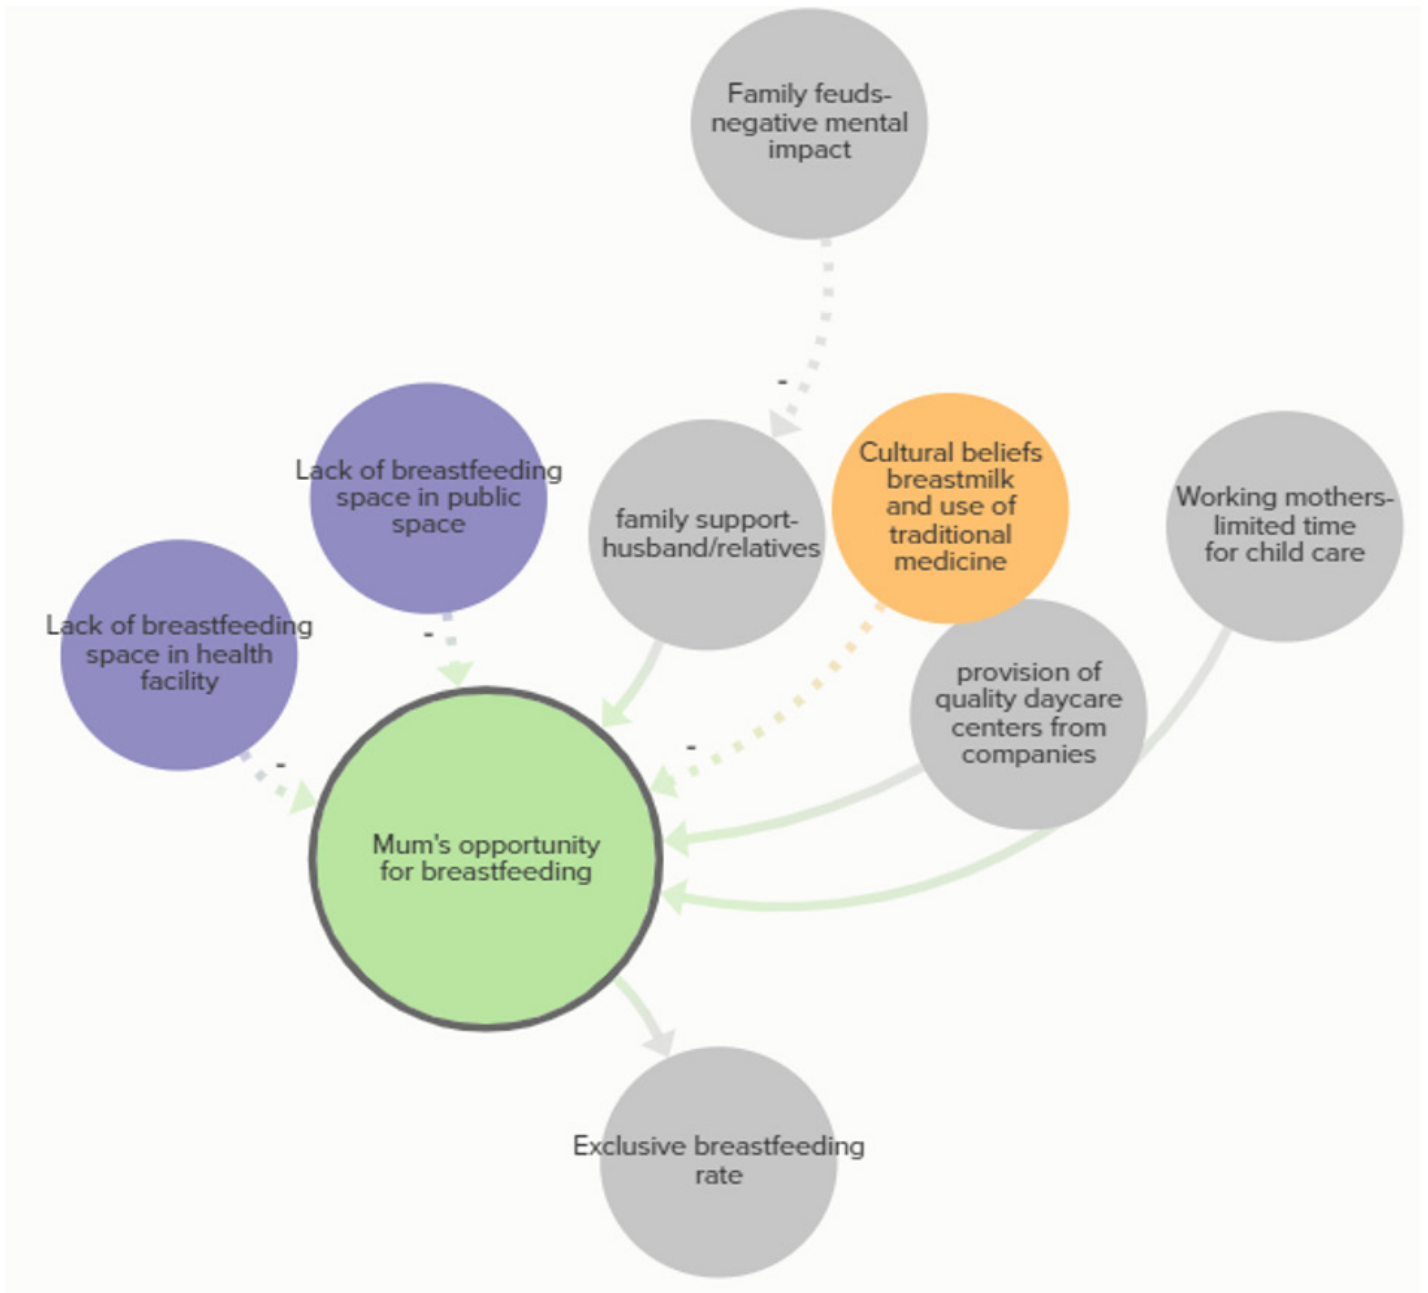 Family feuds-
negative mental
impact
-
Lack of breastfeeding
space in public
space
family support-
husband/relatives
Cultural beliefs
breastmilk
and use of
traditional
medicine
Working mothers-
limited time
for child care
Lack of breastfeeding
space in health
facility
-
-
-
provision of
quality daycare
centers from
companies
Mum's opportunity
for breastfeeding
Exclusive breastfeeding
rate